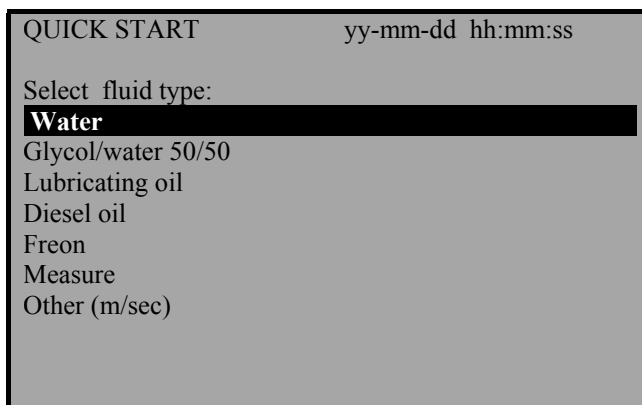 QUICK START yy-mm-dd hh:mm:ss
Select fluid type:
Water
Glycol/water 50/50
Lubricating oil
Diesel oil
Freon
Measure
Other (m/sec)